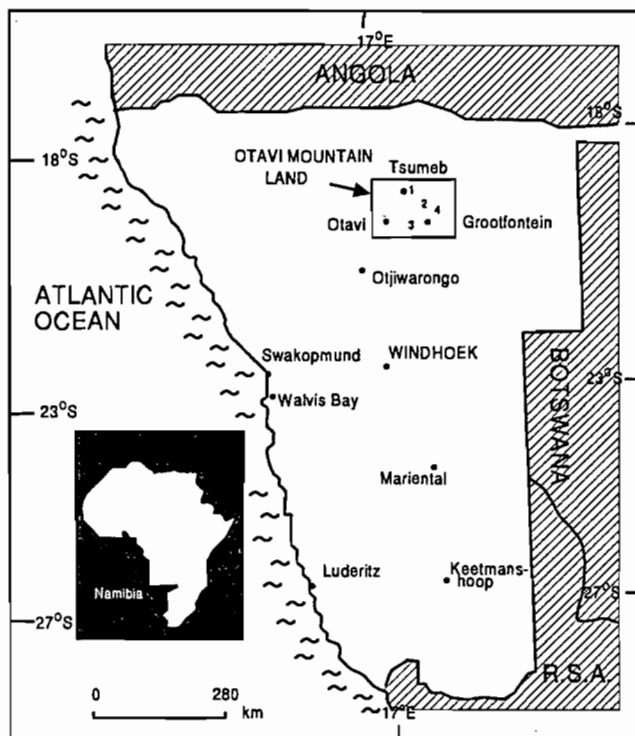 17°E
ANGOLA
18°S
18°S
OTAVI MOUNTAIN
LAND
Tsumeb
1
2
4
Otavi
3
Grootfontein
Otjiwarongo
ATLANTIC
OCEAN
Swakopmund
WINDHOEK
BOTSWANA
23°S
Walvis Bay
23°S
Mariental
Luderitz
Keetmans-
hoop
Namibia
27°S
27°S
R.S.A.
0
280
km
17°E